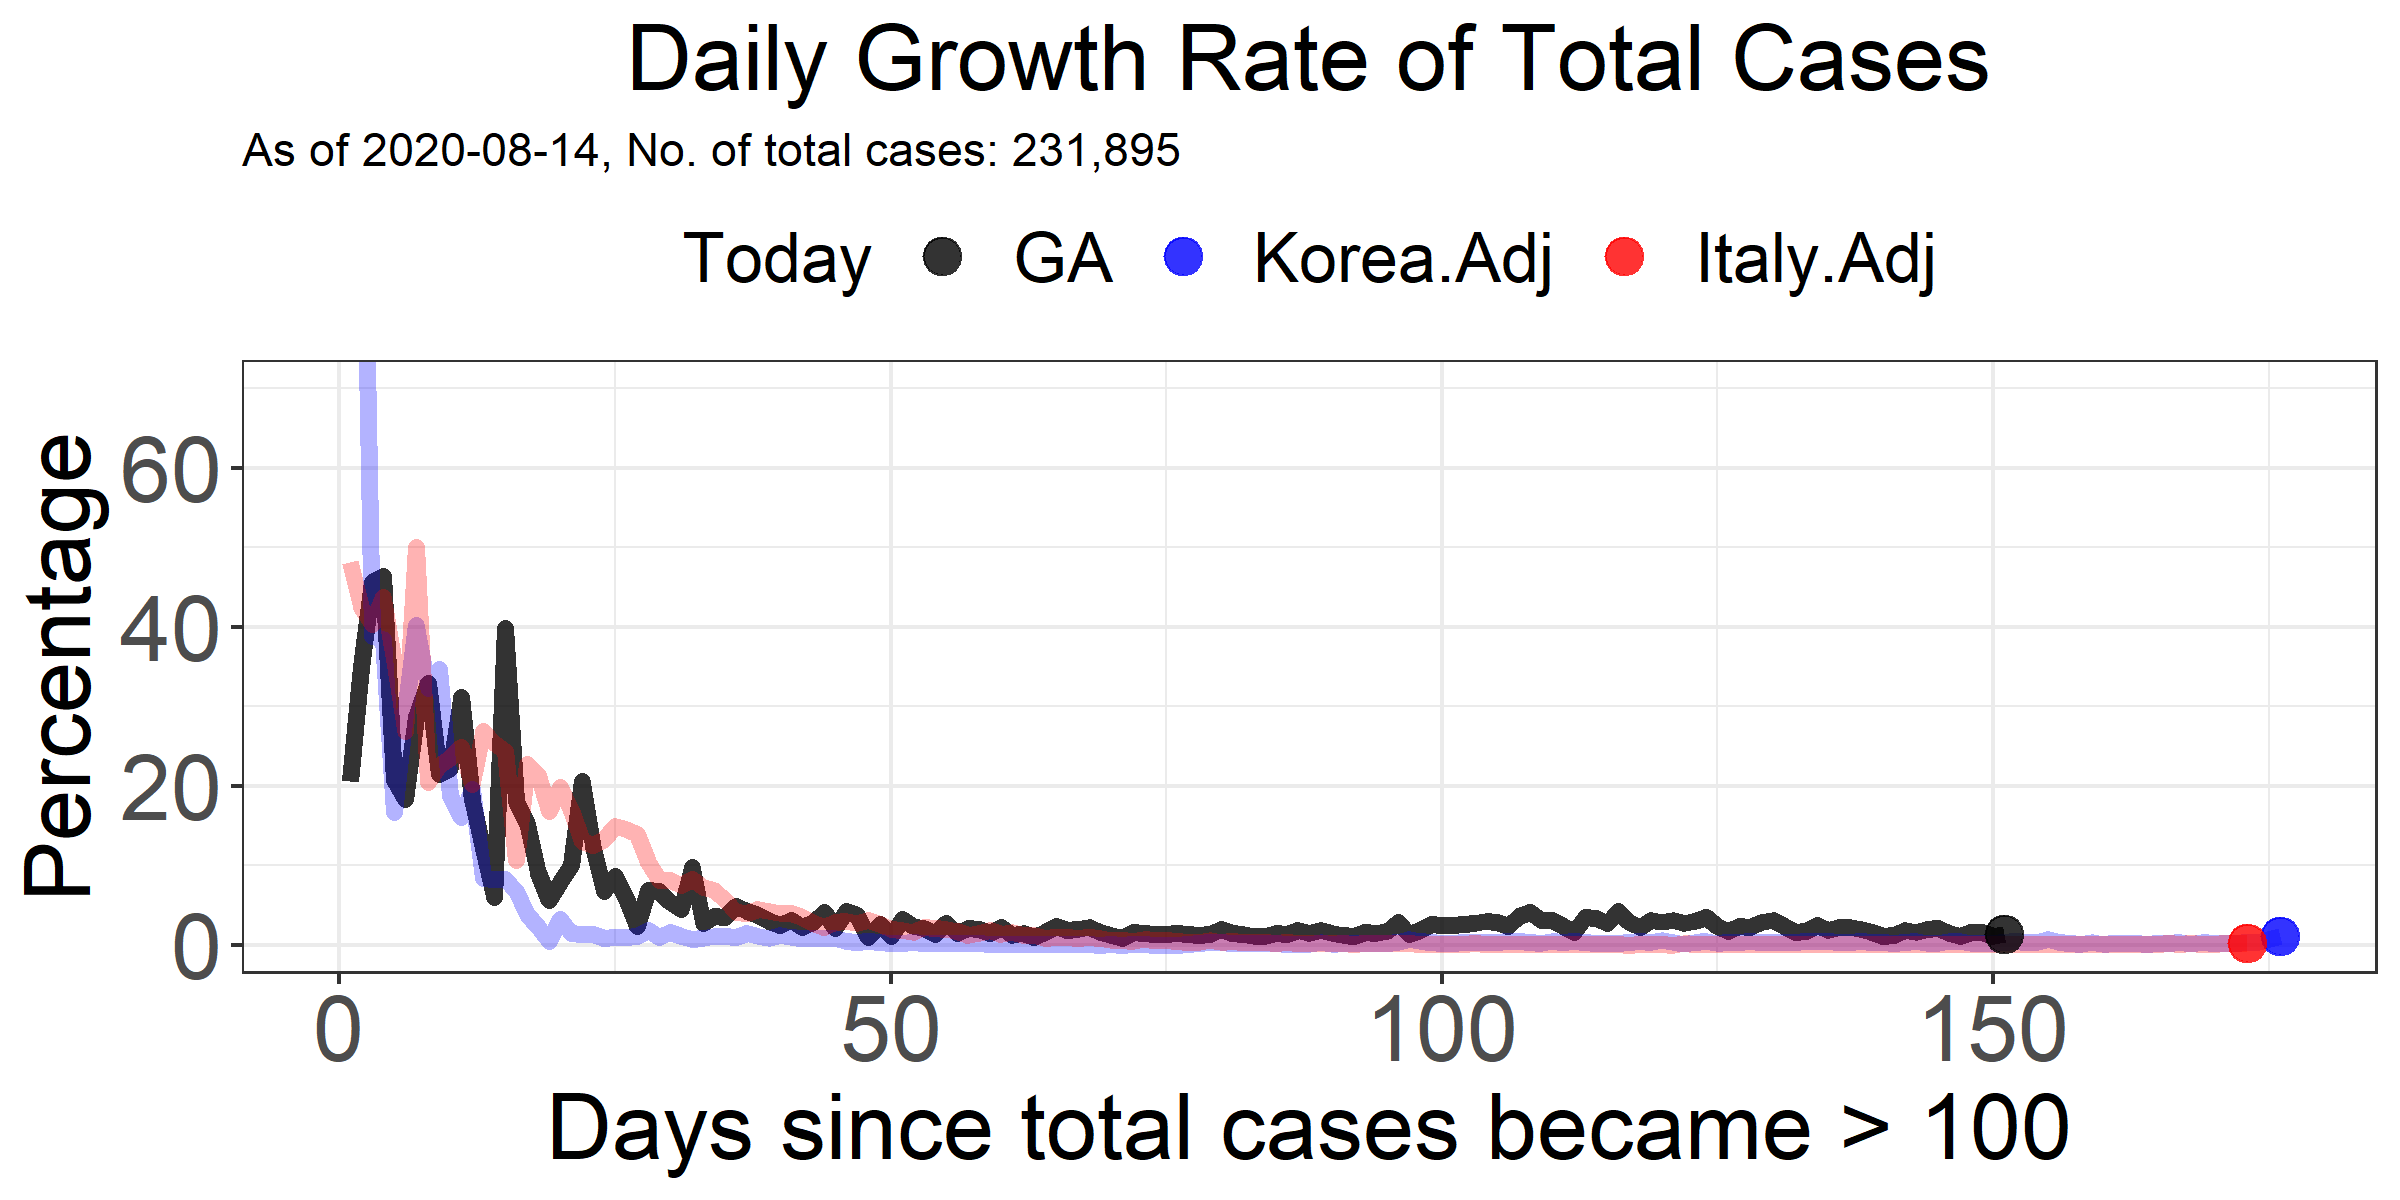 Daily Growth Rate of Total Cases
As of 2020-08-14, No. of total cases: 231,895
Today GA Korea.Adj Italy.Adj
Percentage
60
40
20
0
0 50 100 150
Days since total cases became > 100